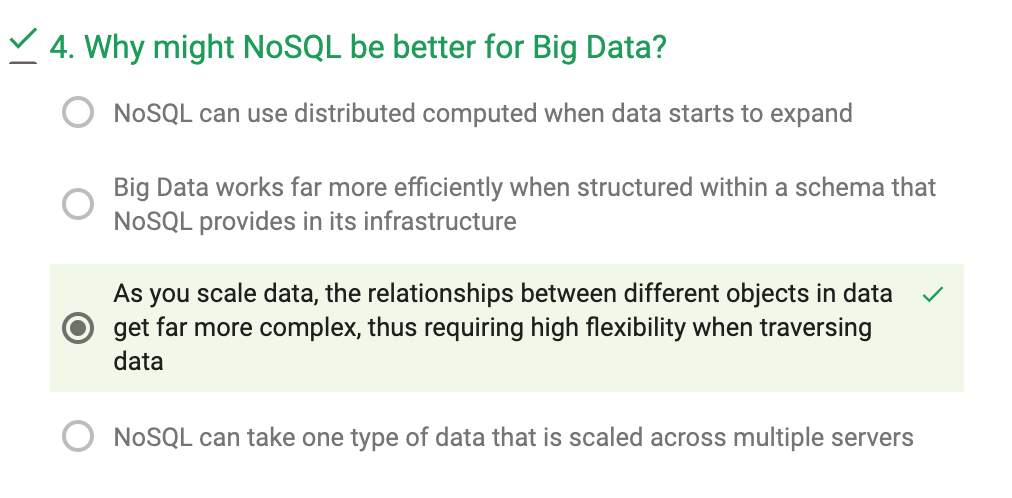 4. Why might NoSQL be better for Big Data?
NoSQL can use distributed computed when data starts to expand
Big Data works far more efficiently when structured within a schema that
NoSQL provides in its infrastructure
As you scale data, the relationships between different objects in data
get far more complex, thus requiring high flexibility when traversing
data
NoSQL can take one type of data that is scaled across multiple servers